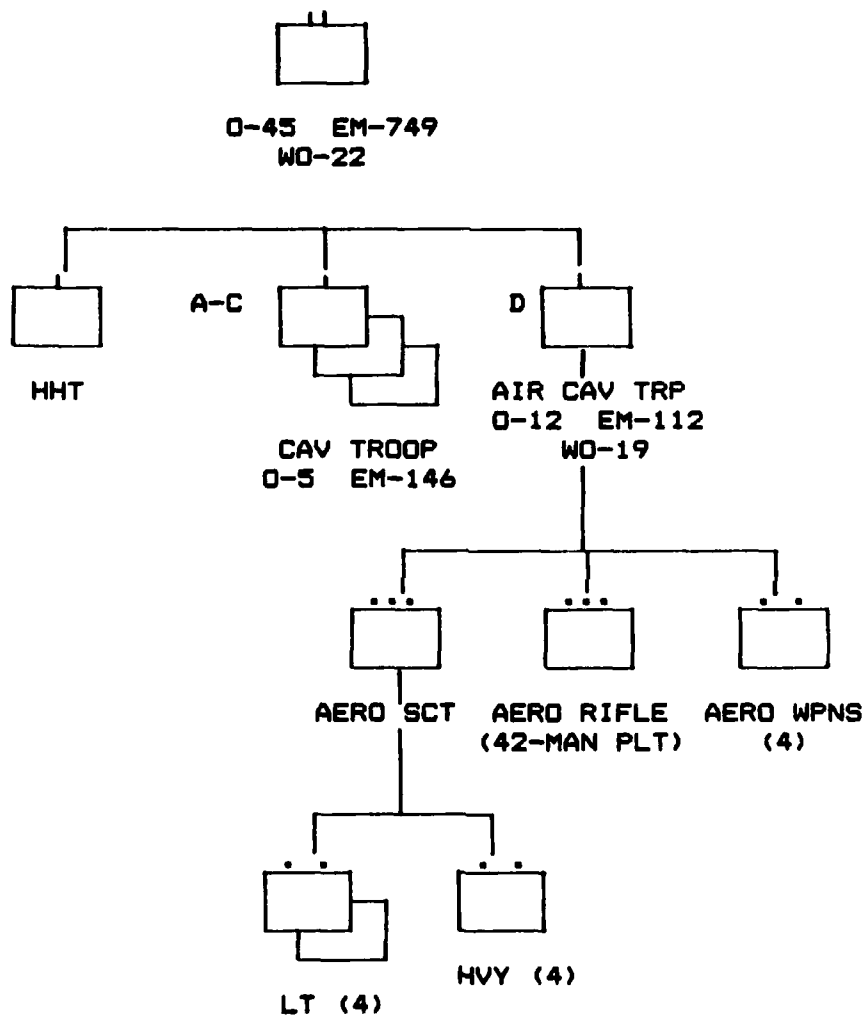 O-45 EM-749
WO-22
A-C
D
HHT
AIR CAV TRP
O-12 EM-112
WO-19
CAV TROOP
O-5 EM-146
AERO SCT AERO RIFLE AERO WPNS
(42-MAN PLT) (4)
LT (4)
HVY (4)